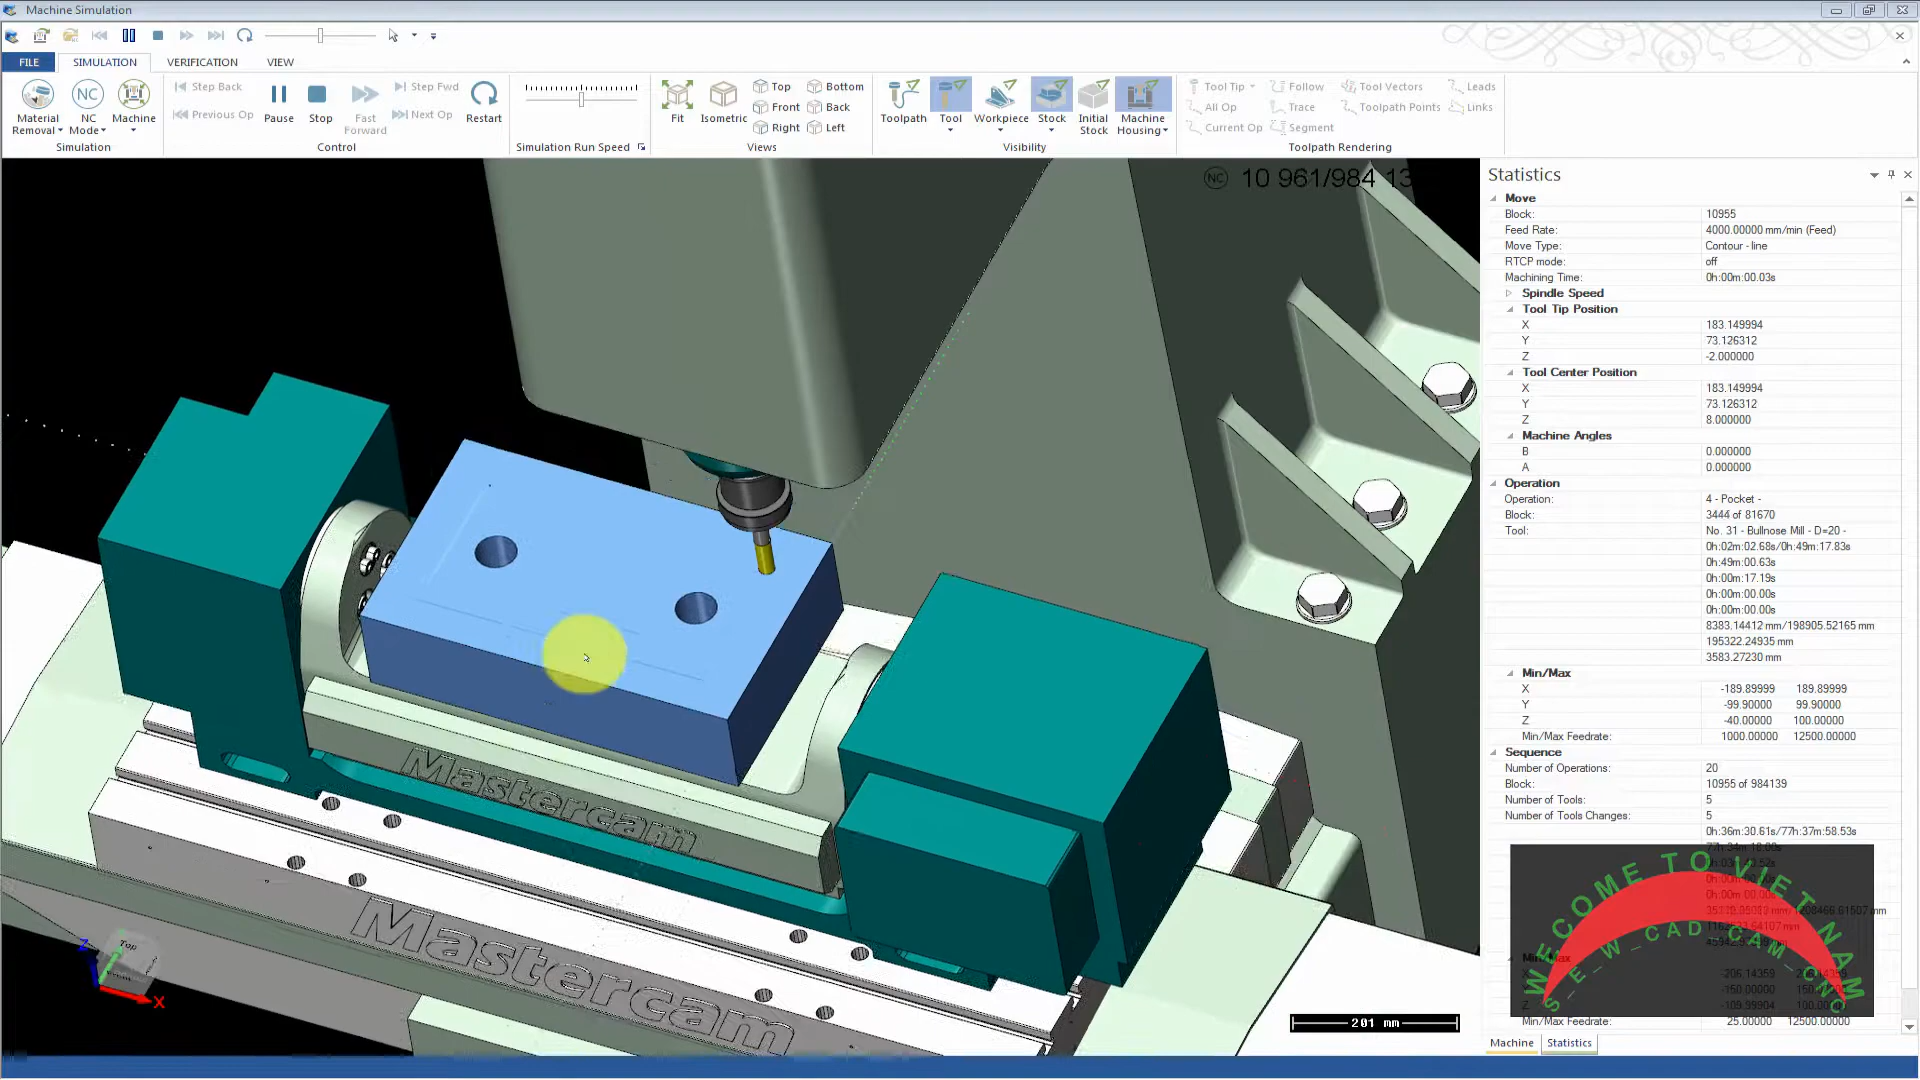 Machine Simulation
FILE SIMULATION VERIFICATION VIEW
Material Removal NC Mode Machine
Simulation
Step Back Previous Op Pause Stop Fast Forward Step Fwd Next Op Restart
Control
Simulation Run Speed
Fit Isometric Top Front Right Bottom Back Left
Views
Toolpath Tool Workpiece Stock Initial Stock Machine Housing
Visibility
Tool Tip Follow Tool Vectors Leads
All Op Trace Toolpath Points Links
Current Op Segment
Toolpath Rendering
NC 10 961/984 13
Mastercam
Mastercam
Top
Z
X
201 mm
Statistics
Move
Block: 10955
Feed Rate: 4000.00000 mm/min (Feed)
Move Type: Contour - line
RTCP mode: off
Machining Time: 0h:00m:00.03s
Spindle Speed
Tool Tip Position
X 183.149994
Y 73.126312
Z -2.000000
Tool Center Position
X 183.149994
Y 73.126312
Z 8.000000
Machine Angles
B 0.000000
A 0.000000
Operation
Operation: 4 - Pocket -
Block: 3444 of 81670
Tool: No. 31 - Bullnose Mill - D=20 -
0h:02m:02.68s/0h:49m:17.83s
0h:49m:00.63s
0h:00m:17.19s
0h:00m:00.00s
0h:00m:00.00s
8383.14412 mm/198905.52165 mm
195322.24935 mm
3583.27230 mm
Min/Max
X -189.89999 189.89999
Y -99.90000 99.90000
Z -40.00000 100.00000
Min/Max Feedrate: 1000.00000 12500.00000
Sequence
Number of Operations: 20
Block: 10955 of 984139
Number of Tools: 5
Number of Tools Changes: 5
0h:36m:30.61s/77h:37m:58.53s
WECOME TO VIET NAM
Min/Max Feedrate: 25.00000 12500.00000
Machine Statistics